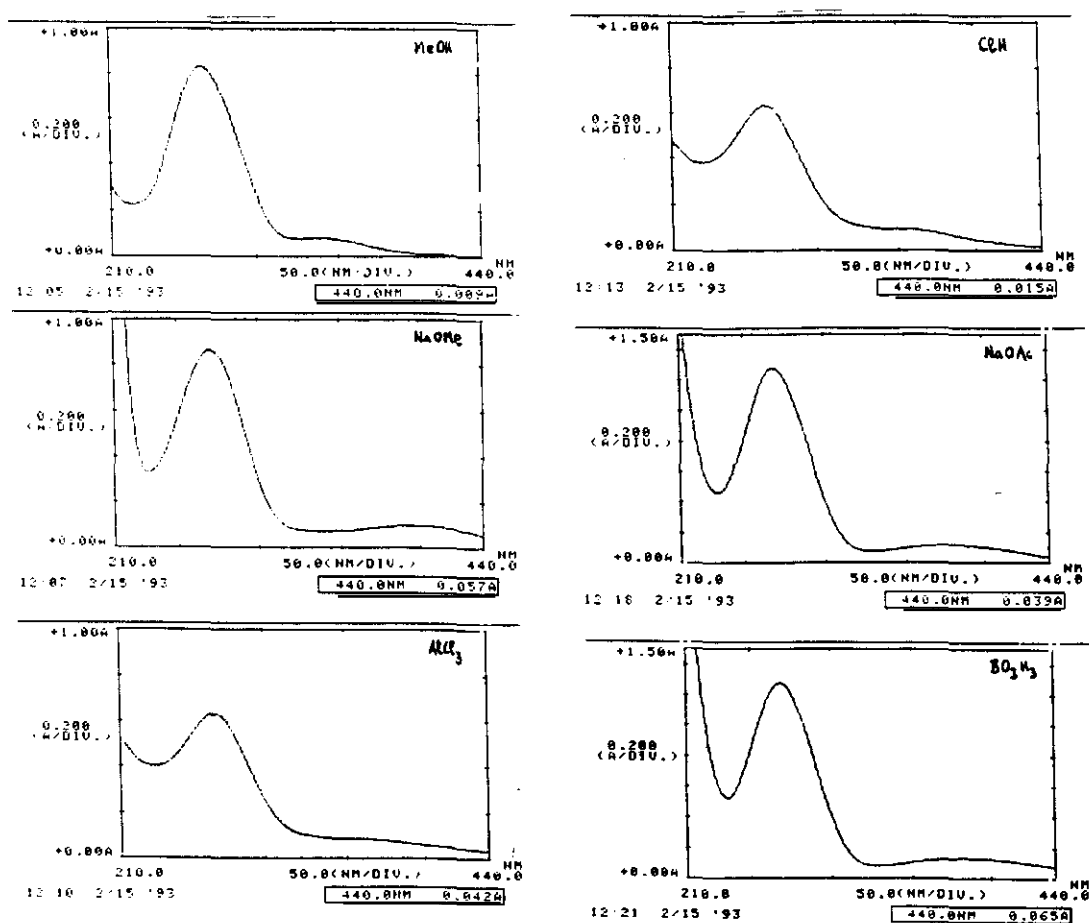 +1.00A
MeOH
0.200
(A/DIV.)
+0.00A
210.0 50.0(NM/DIV.) 440.0
NM
12:05 2/15 '93
440.0NM 0.009A
+1.00A
NaOMe
0.200
(A/DIV.)
+0.00A
210.0 50.0(NM/DIV.) 440.0
NM
12:07 2/15 '93
440.0NM 0.057A
+1.00A
AlCl3
0.200
(A/DIV.)
+0.00A
210.0 50.0(NM/DIV.) 440.0
NM
12:10 2/15 '93
440.0NM 0.042A
+1.00A
ClH
0.200
(A/DIV.)
+0.00A
210.0 50.0(NM/DIV.) 440.0
NM
12:13 2/15 '93
440.0NM 0.015A
+1.50A
NaOAc
0.200
(A/DIV.)
+0.00A
210.0 50.0(NM/DIV.) 440.0
NM
12:18 2/15 '93
440.0NM 0.039A
+1.50A
BO3H3
0.200
(A/DIV.)
+0.00A
210.0 50.0(NM/DIV.) 440.0
NM
12:21 2/15 '93
440.0NM 0.065A